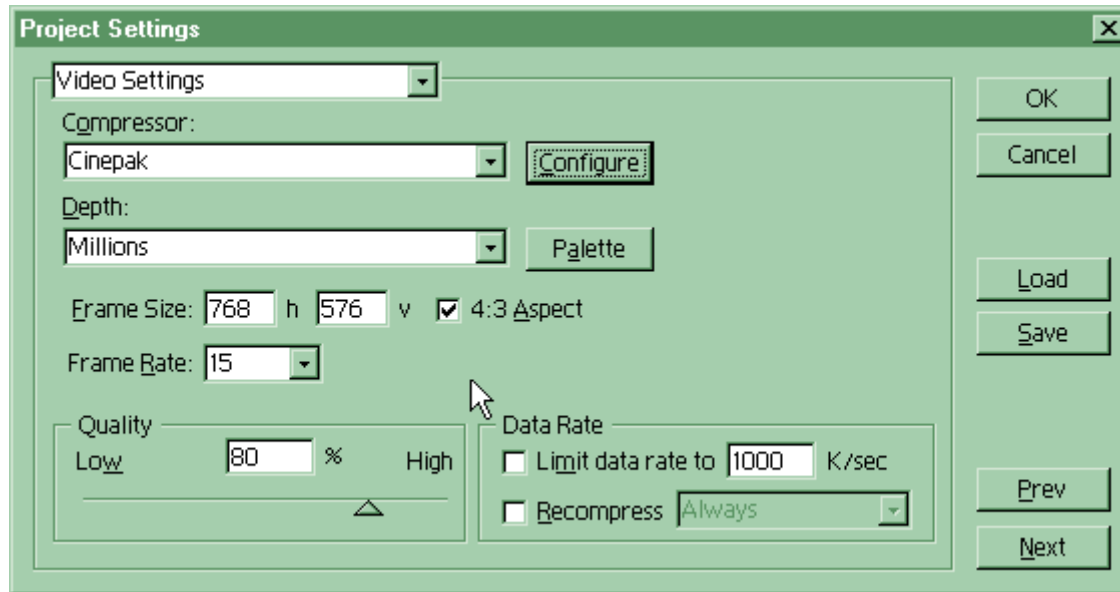 Project Settings
Video Settings
OK
Compressor:
Cinepak
Configure
Cancel
Depth:
Millions
Palette
Load
Frame Size: 768 h 576 v 4:3 Aspect
Save
Frame Rate: 15
Quality
Data Rate
Low 80 % High
Limit data rate to 1000 K/sec
Prev
Recompress Always
Next